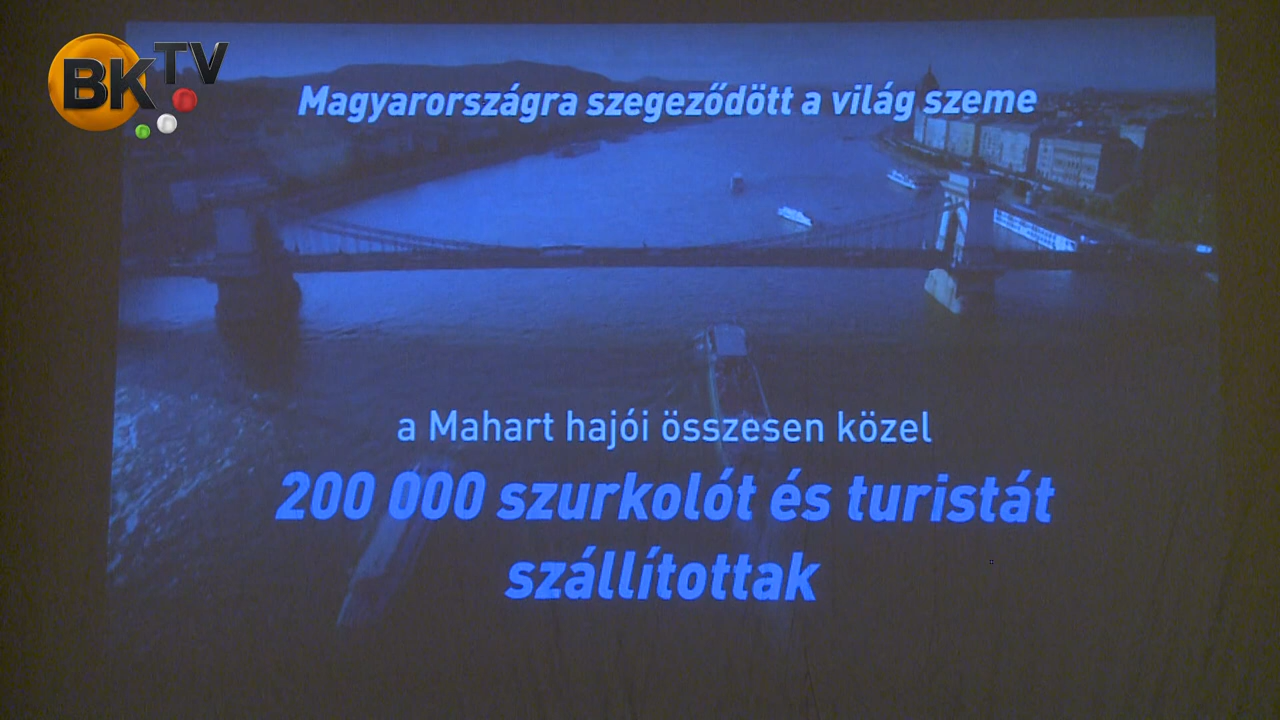 BKTV
Magyarországra szegeződött a világ szeme
a Mahart hajói összesen közel
200 000 szurkolót és turistát
szállítottak